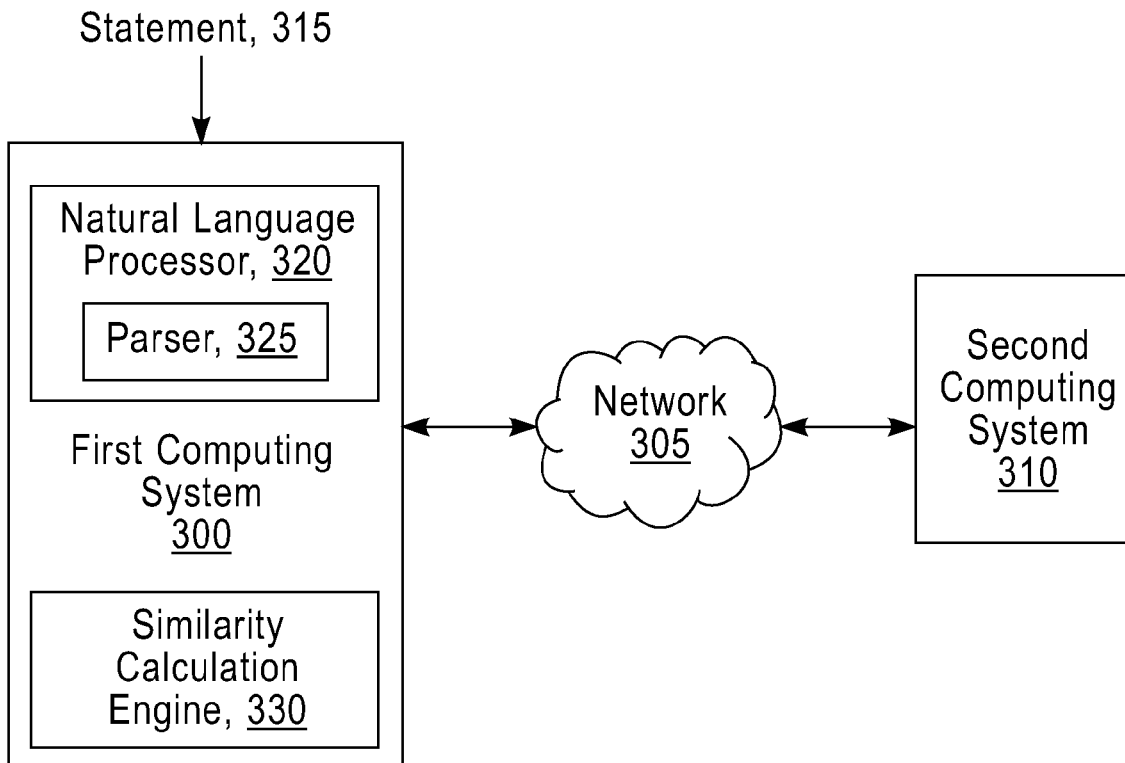 Statement, 315
Natural Language
Processor, 320
Parser, 325
First Computing
System
300
Similarity
Calculation
Engine, 330
Network
305
Second
Computing
System
310